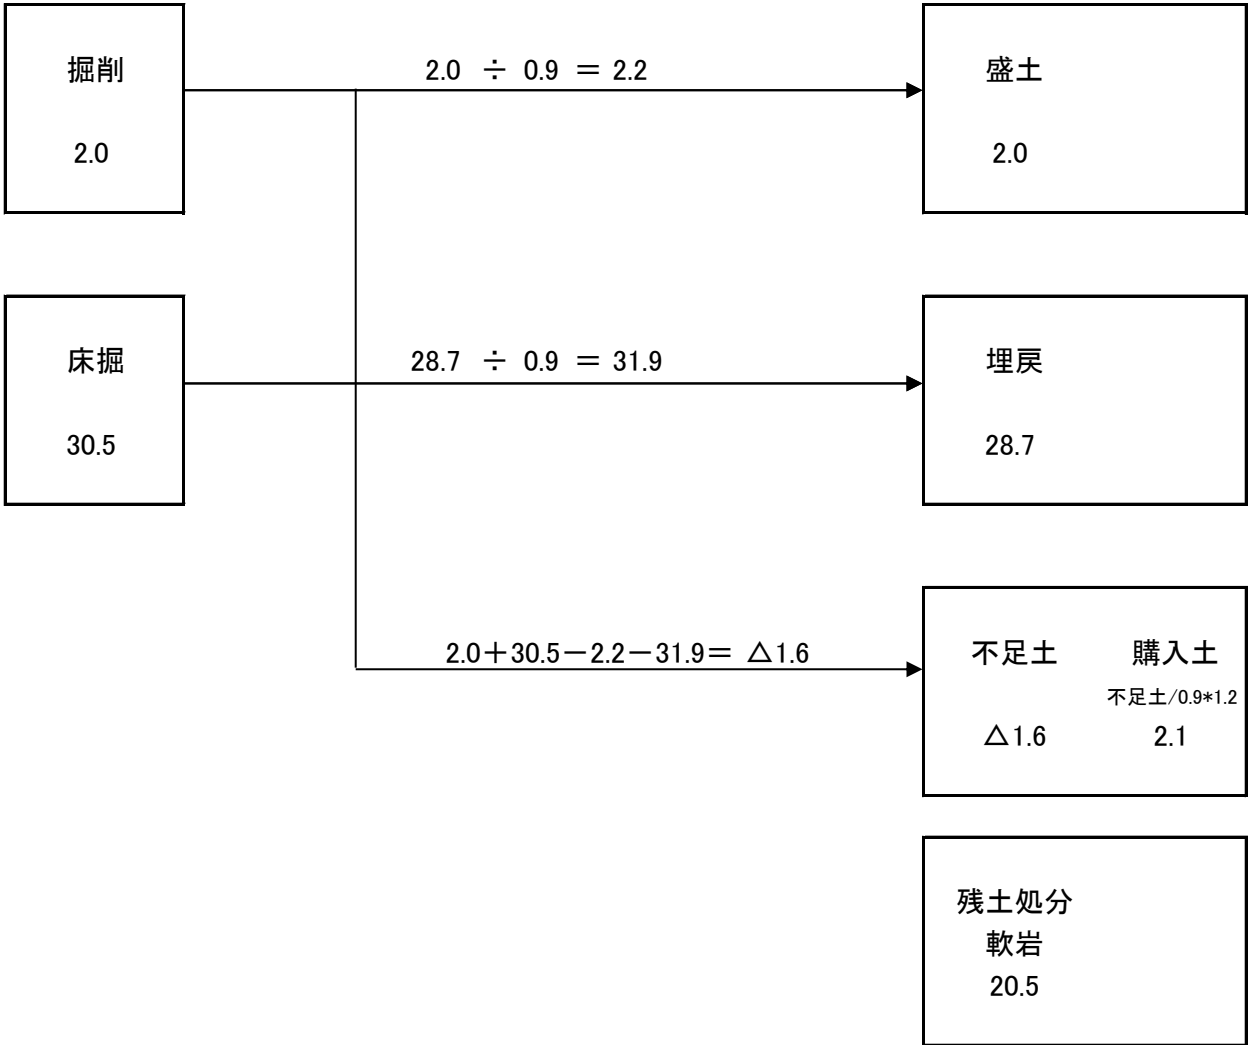 掘削
2.0 ÷ 0.9 ＝ 2.2
盛土
2.0
2.0
床掘
28.7 ÷ 0.9 ＝ 31.9
埋戻
30.5
28.7
2.0＋30.5－2.2－31.9＝ △1.6
不足土 購入土
不足土/0.9*1.2
△1.6 2.1
残土処分
軟岩
20.5